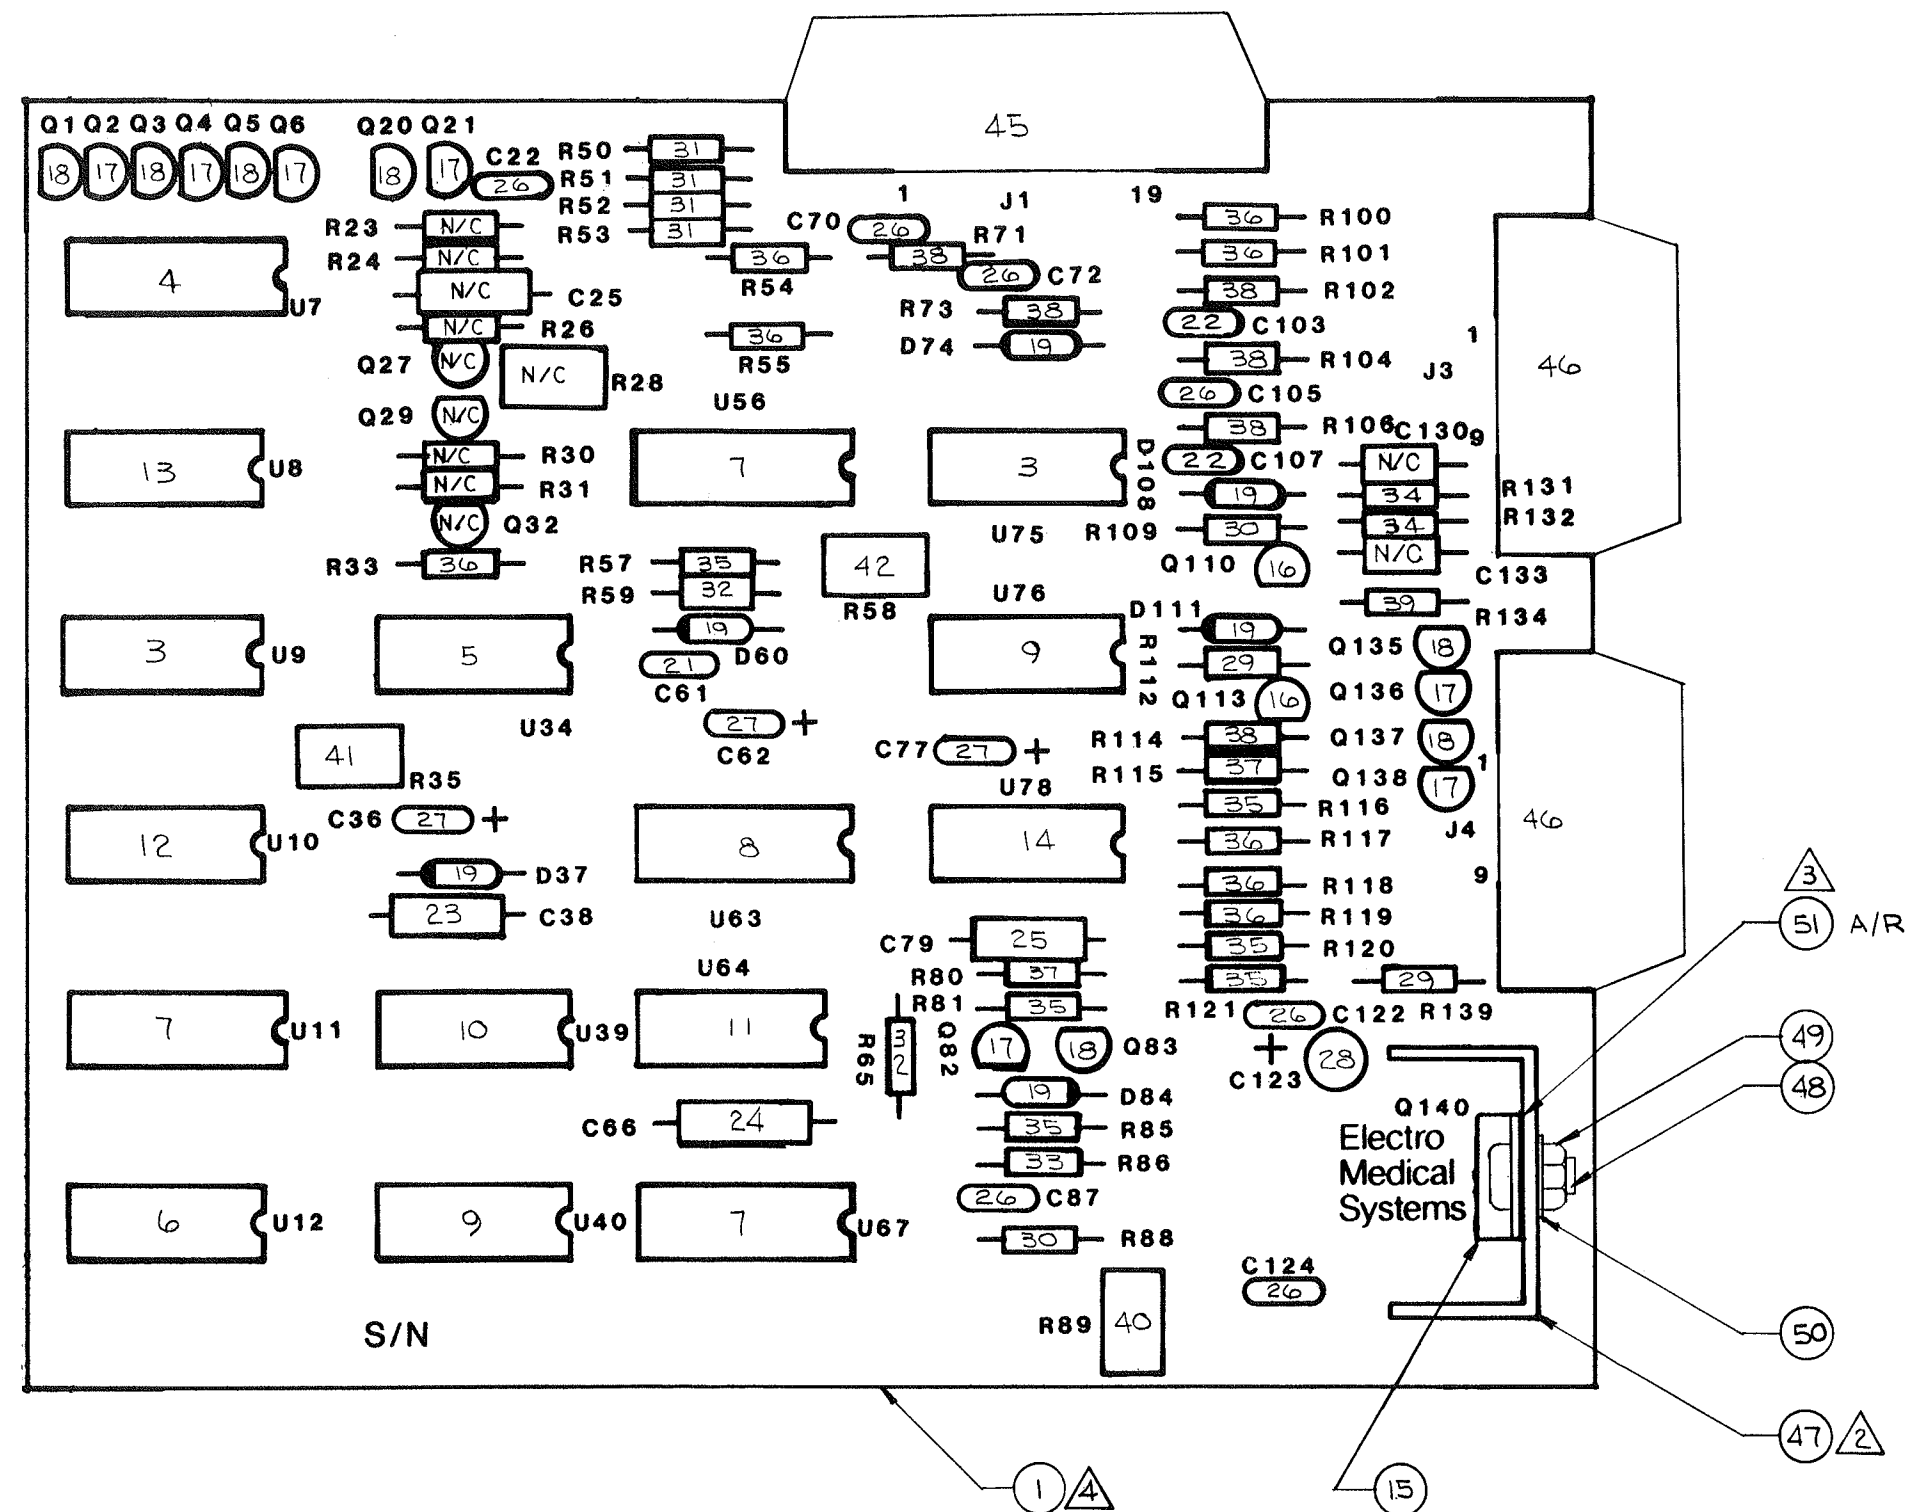 45
Q1 Q2 Q3 Q4 Q5 Q6 Q20 Q21
18 17 18 17 18 17 18 17
C22 26
R50 31
R51 31
R52 31
R53 31
1 J1 19
R23 N/C
R24 N/C
N/C C25
N/C R26
Q27 N/C
N/C R28
Q29 N/C
N/C R30
N/C R31
N/C Q32
R33 36
4 U7
13 U8
3 U9
12 U10
7 U11
6 U12
36 R54
36 R55
C70 26
38 R71
26 C72
R73 38
D74 19
36 R100
36 R101
38 R102
22 C103
38 R104
26 C105
38 R106
22 C107
D108 19
R109 30
Q110 16
1 J3 9
46
C130 N/C
34 R131
34 R132
N/C C133
39 R134
U56
7
3
U75
R57 35
R59 32
19 D60
21 C61
27 + C62
42 R58
U76
9
5
U34
41 R35
C36 27 +
19 D37
23 C38
C77 27 +
U78
14
8
U63
D111 19
R112 29
Q113 16
R114 38
R115 37
35 R116
36 R117
36 R118
36 R119
35 R120
35 R121
Q135 18
Q136 17
Q137 18
Q138 17
1 J4 9
46
29 R139
26 C122
+ C123 28
U64
11
10 U39
9 U40
7 U67
C66 24
R65 32
C79 25
R80 37
R81 35
Q82 17
18 Q83
19 D84
35 R85
33 R86
26 C87
30 R88
R89 40
C124 26
Q140
Electro
Medical
Systems
S/N
3
51 A/R
49
48
50
47 2
15
1 4